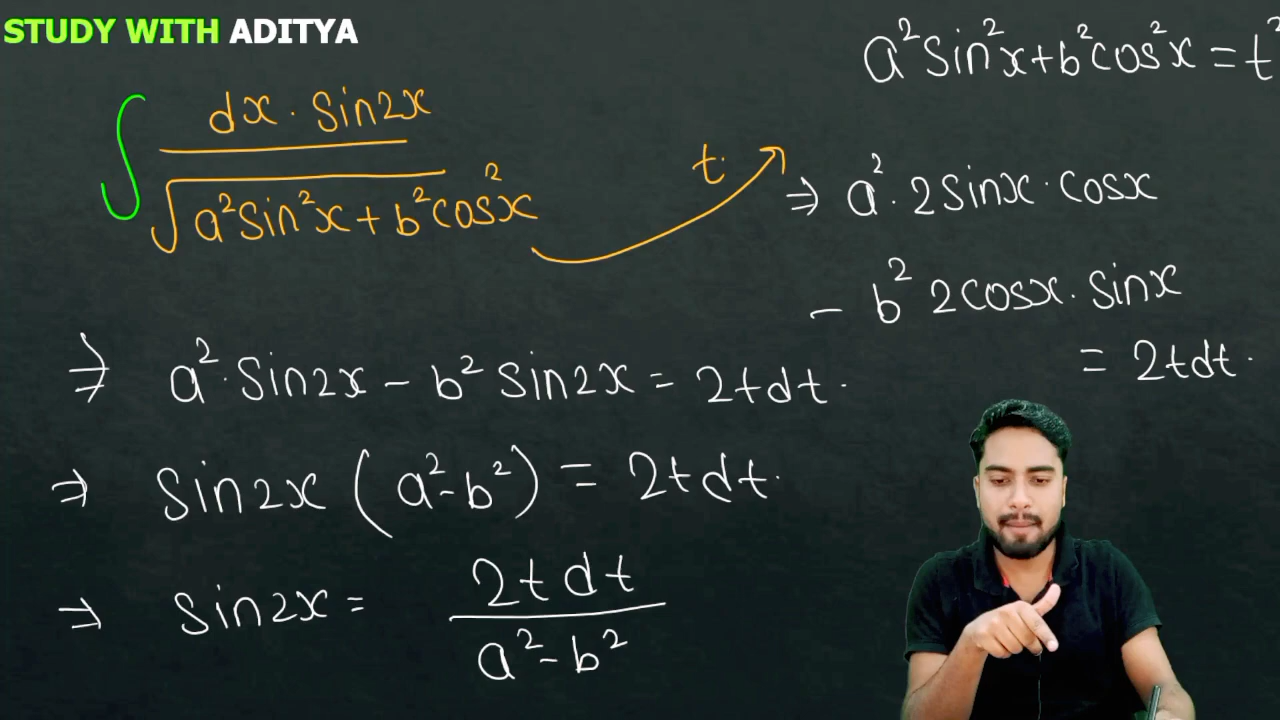 STUDY WITH ADITYA
a²sin²x+b²cos²x=t²
∫ dx·sin2x / √a²sin²x+b²cos²x
t.
⇒ a²·2sinx·cosx
- b² 2cosx·sinx
= 2tdt·
⇒ a²·sin2x - b² sin2x = 2tdt·
⇒ sin2x (a²-b²) = 2tdt·
⇒ sin2x = 2tdt / a²-b²